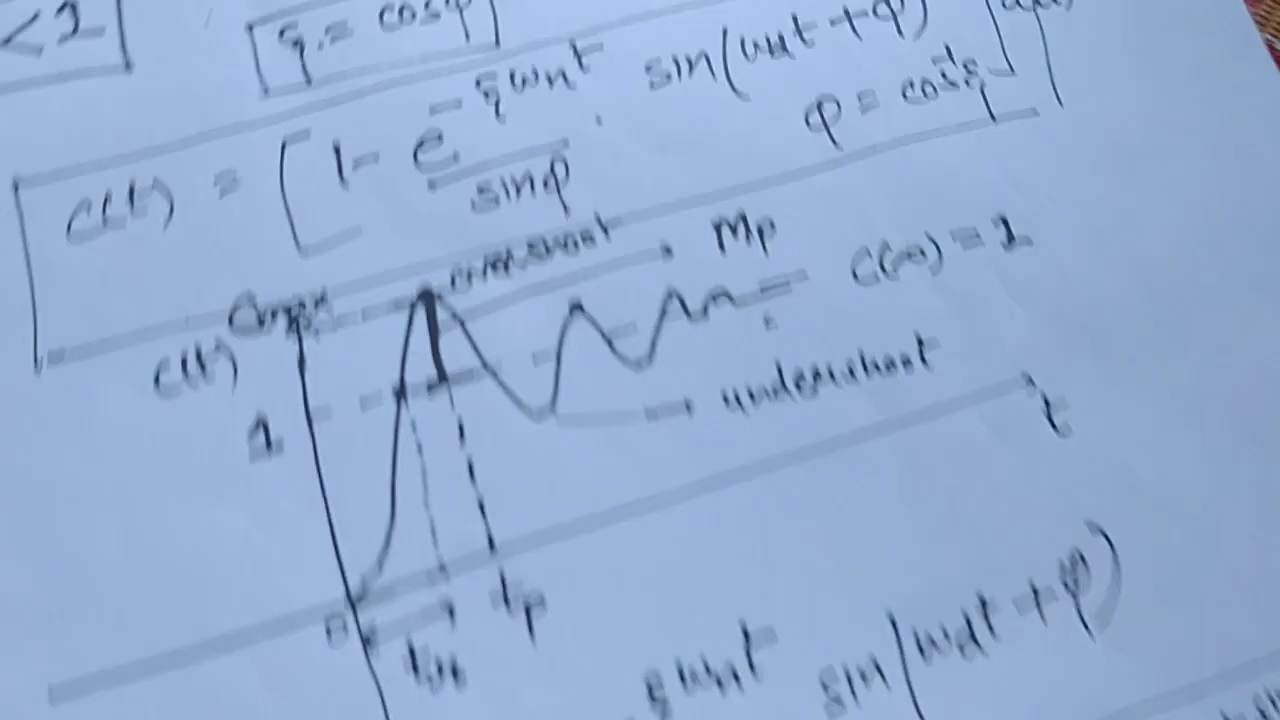 <1
ξ = cosφ
C(t) = [1 - e^-ξωnt / sinφ . sin(ωdt + φ)]
φ = cos⁻¹ξ
overshoot
Mp
C(∞) = 1
Cmax
C(t)
1
undershoot
t
0
tp
ξωnt sin(ωdt + φ)